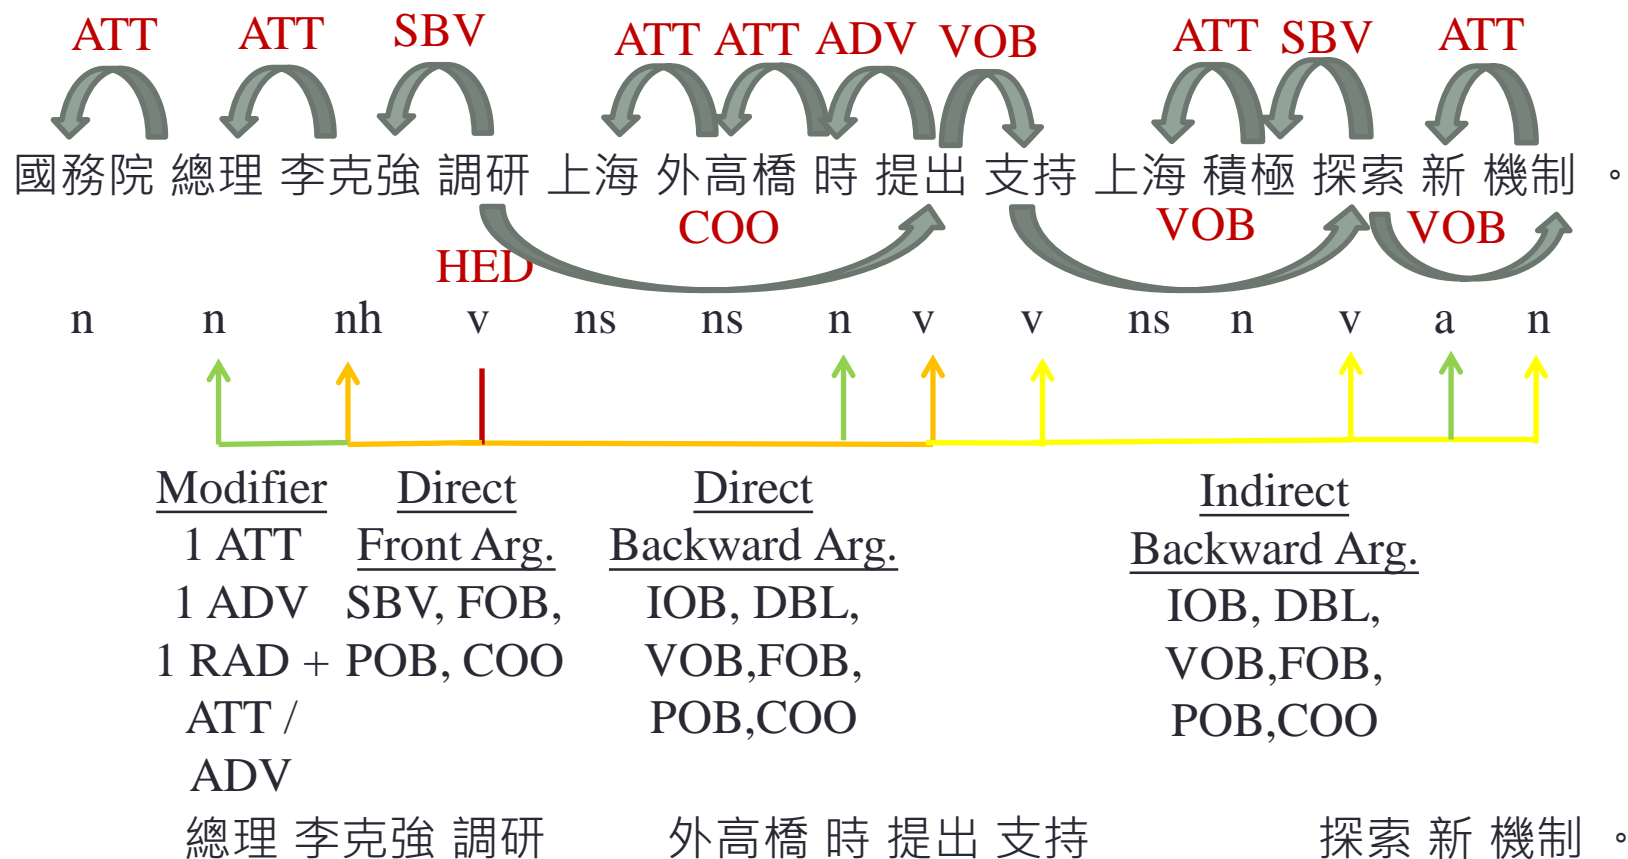 ATT ATT SBV ATT ATT ADV VOB ATT SBV ATT
國務院 總理 李克強 調研 上海 外高橋 時 提出 支持 上海 積極 探索 新 機制 。
COO VOB VOB
HED
n n nh v ns ns n v v ns n v a n
Modifier
1 ATT
1 ADV
1 RAD +
ATT /
ADV
Direct
Front Arg.
SBV, FOB,
POB, COO
Direct
Backward Arg.
IOB, DBL,
VOB,FOB,
POB,COO
Indirect
Backward Arg.
IOB, DBL,
VOB,FOB,
POB,COO
總理 李克強 調研 外高橋 時 提出 支持 探索 新 機制 。